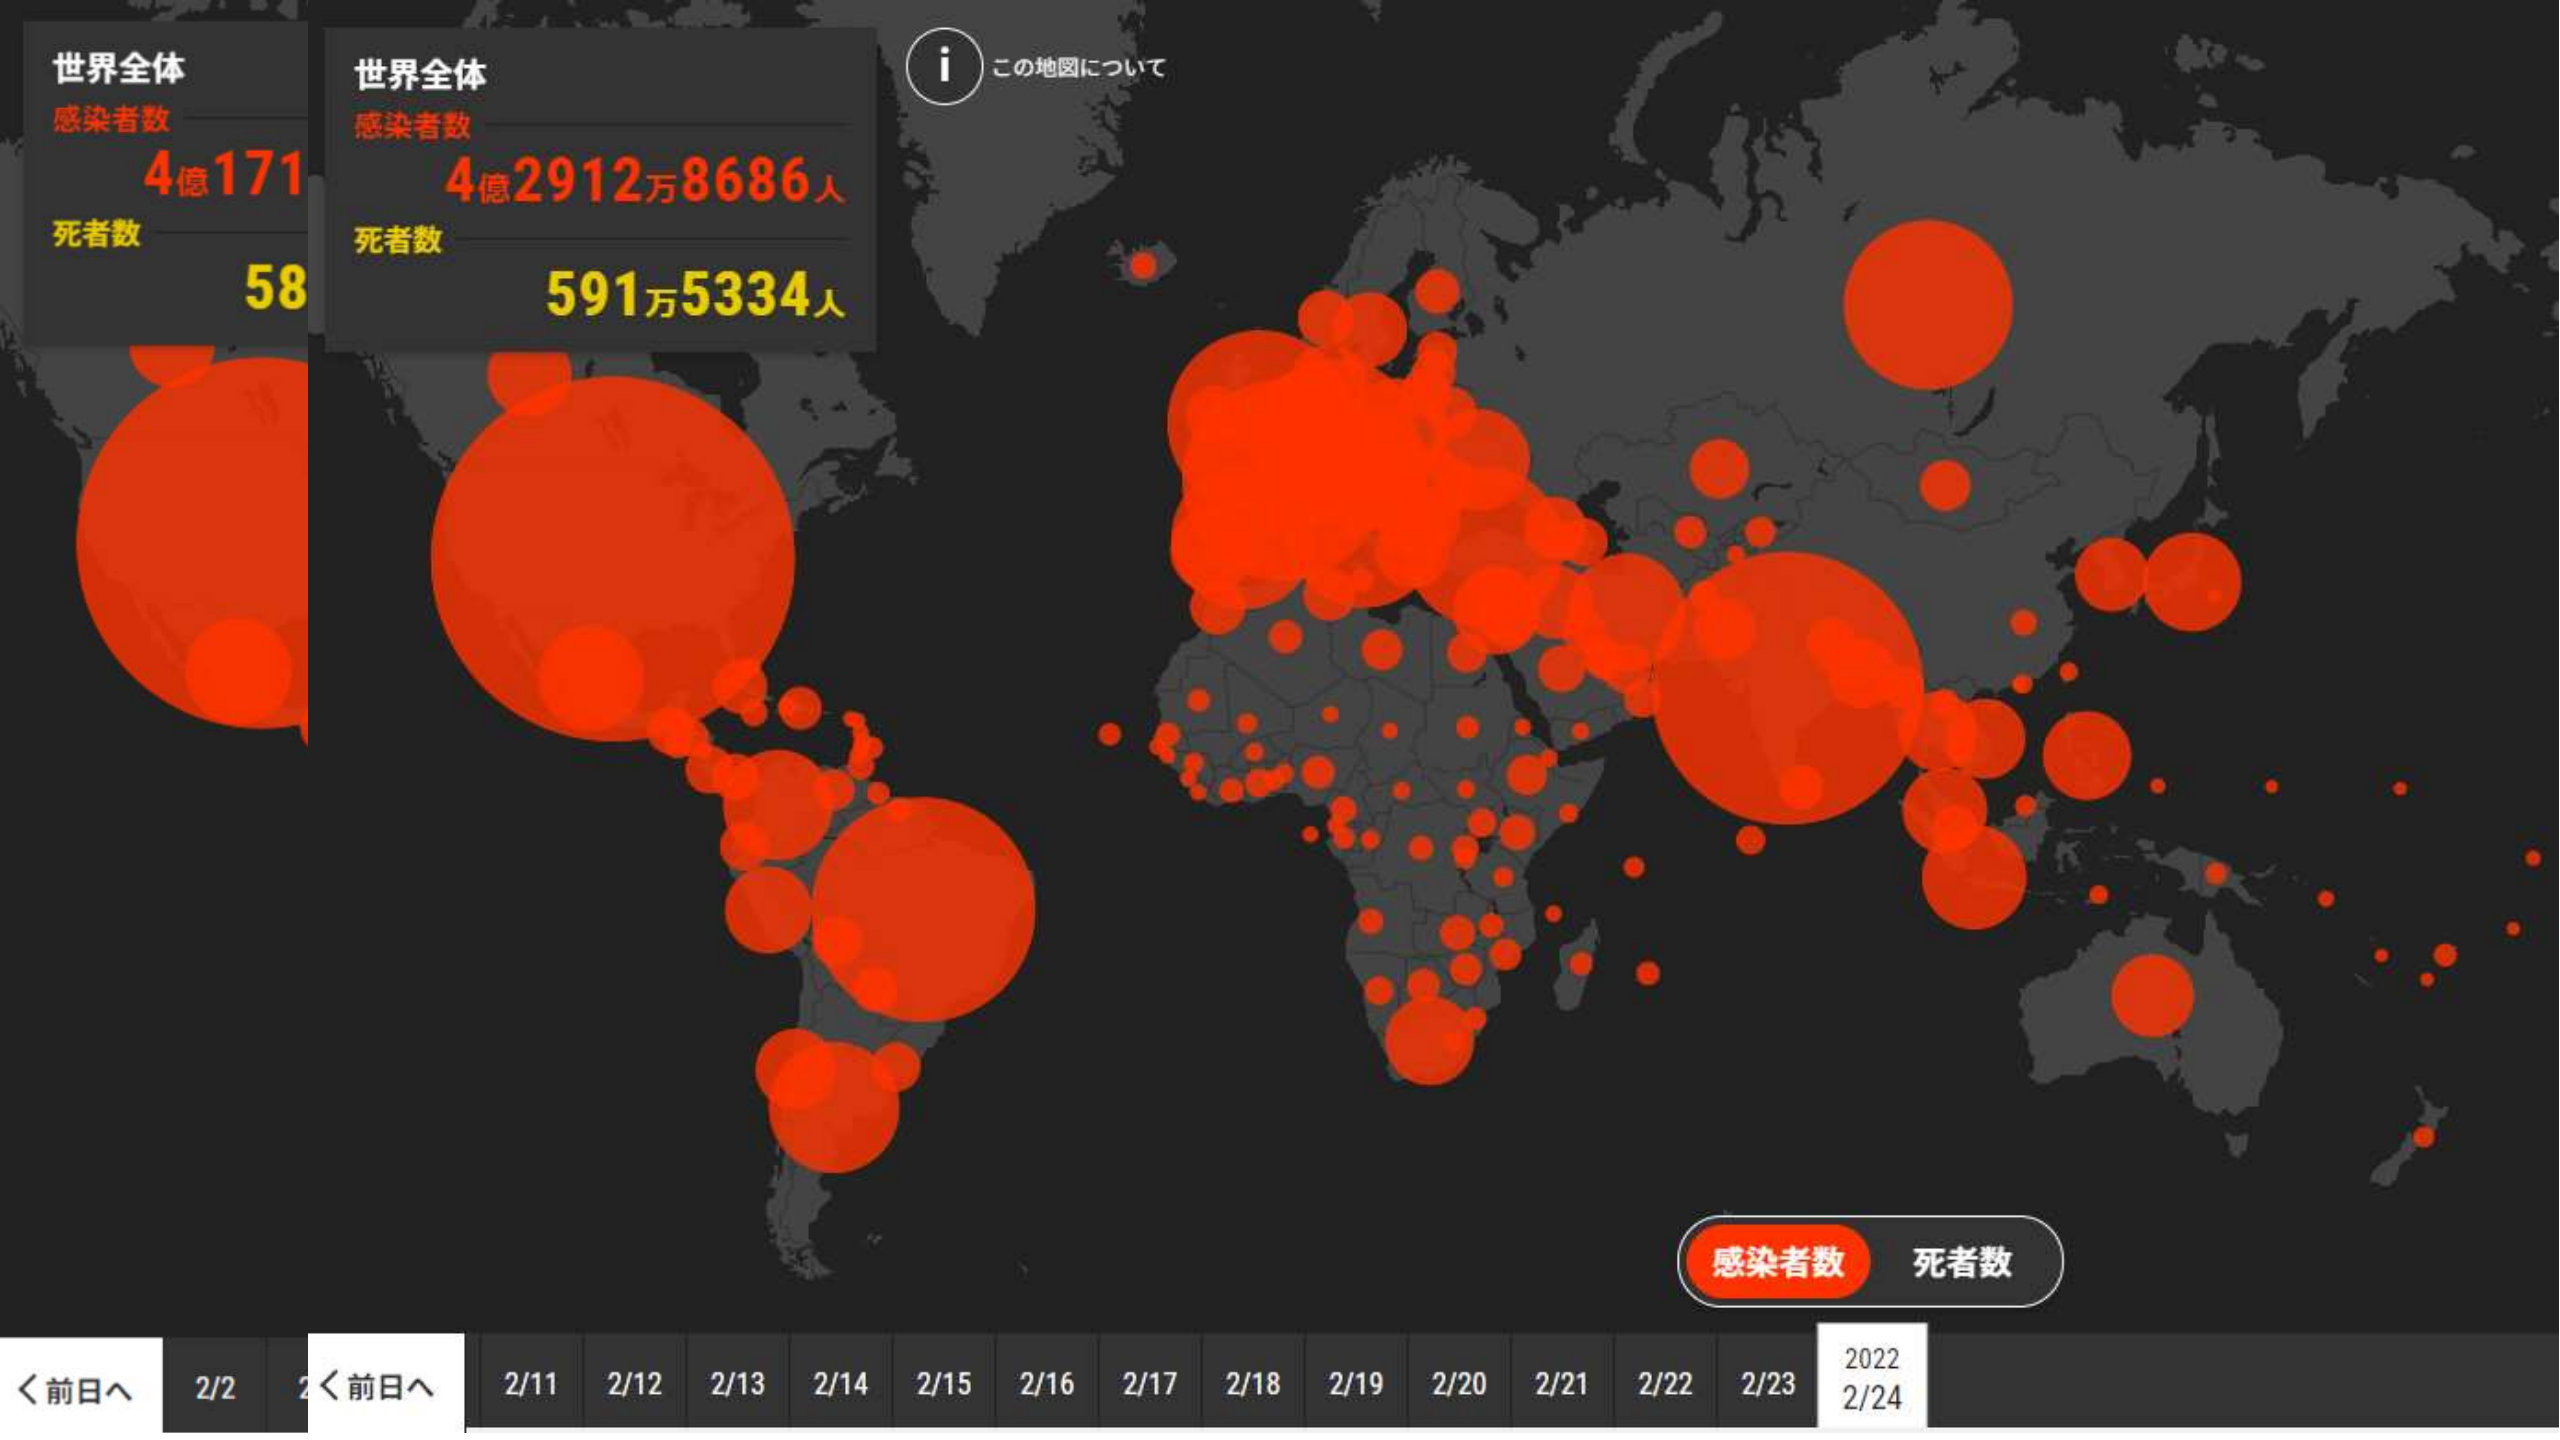 世界全体
感染者数
4億171
死者数
58
世界全体
感染者数
4億2912万8686人
死者数
591万5334人
i この地図について
感染者数 死者数
く前日へ 2/2
く前日へ 2/11 2/12 2/13 2/14 2/15 2/16 2/17 2/18 2/19 2/20 2/21 2/22 2/23 2022
2/24